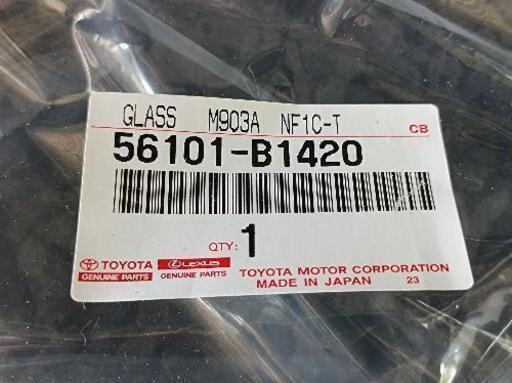 GLASS M903A NF1C-T
CB
56101-B1420
QTY: 1
TOYOTA LEXUS
GENUINE PARTS GENUINE PARTS
TOYOTA MOTOR CORPORATION
MADE IN JAPAN 23